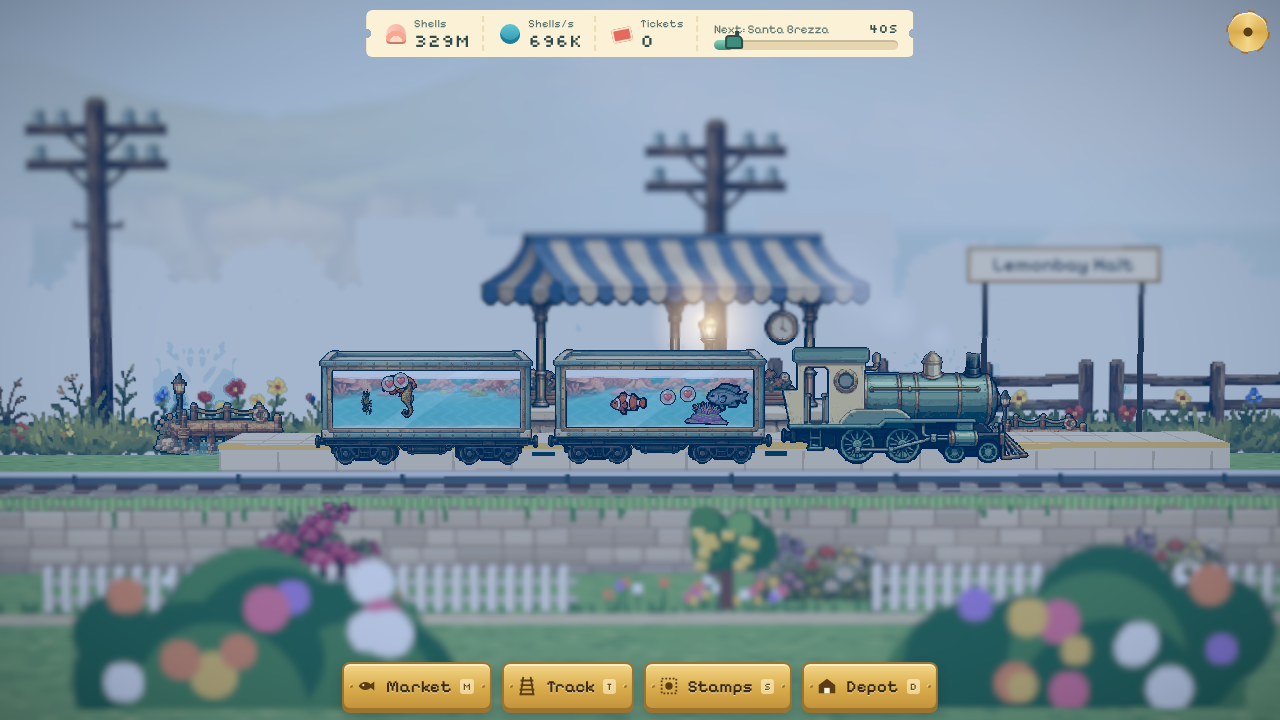 Shells
329M
Shells/s
696K
Tickets
0
Next: Santa Brezza
40S
Lemonbay Halt
Market M
Track T
Stamps S
Depot D